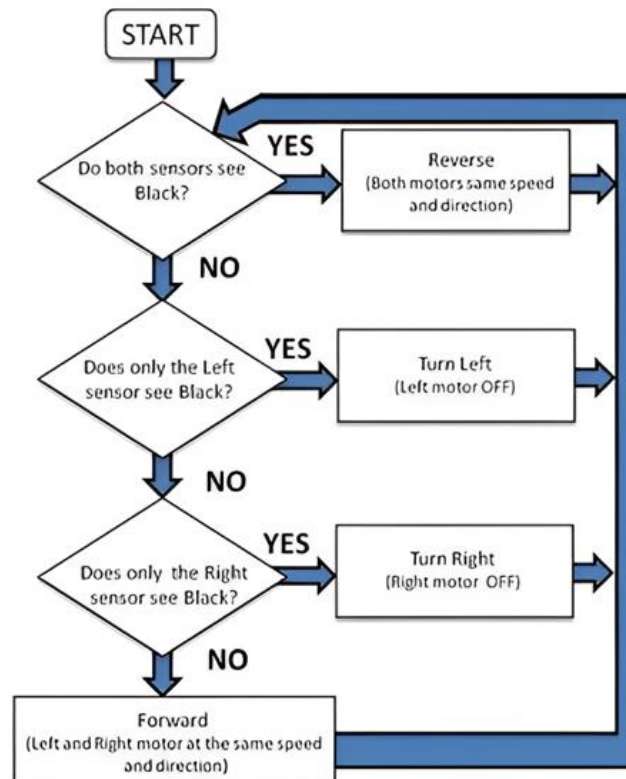 START
Do both sensors see
Black?
YES
Reverse
(Both motors same speed
and direction)
NO
Does only the Left
sensor see Black?
YES
Turn Left
(Left motor OFF)
NO
Does only the Right
sensor see Black?
YES
Turn Right
(Right motor OFF)
NO
Forward
(Left and Right motor at the same speed
and direction)